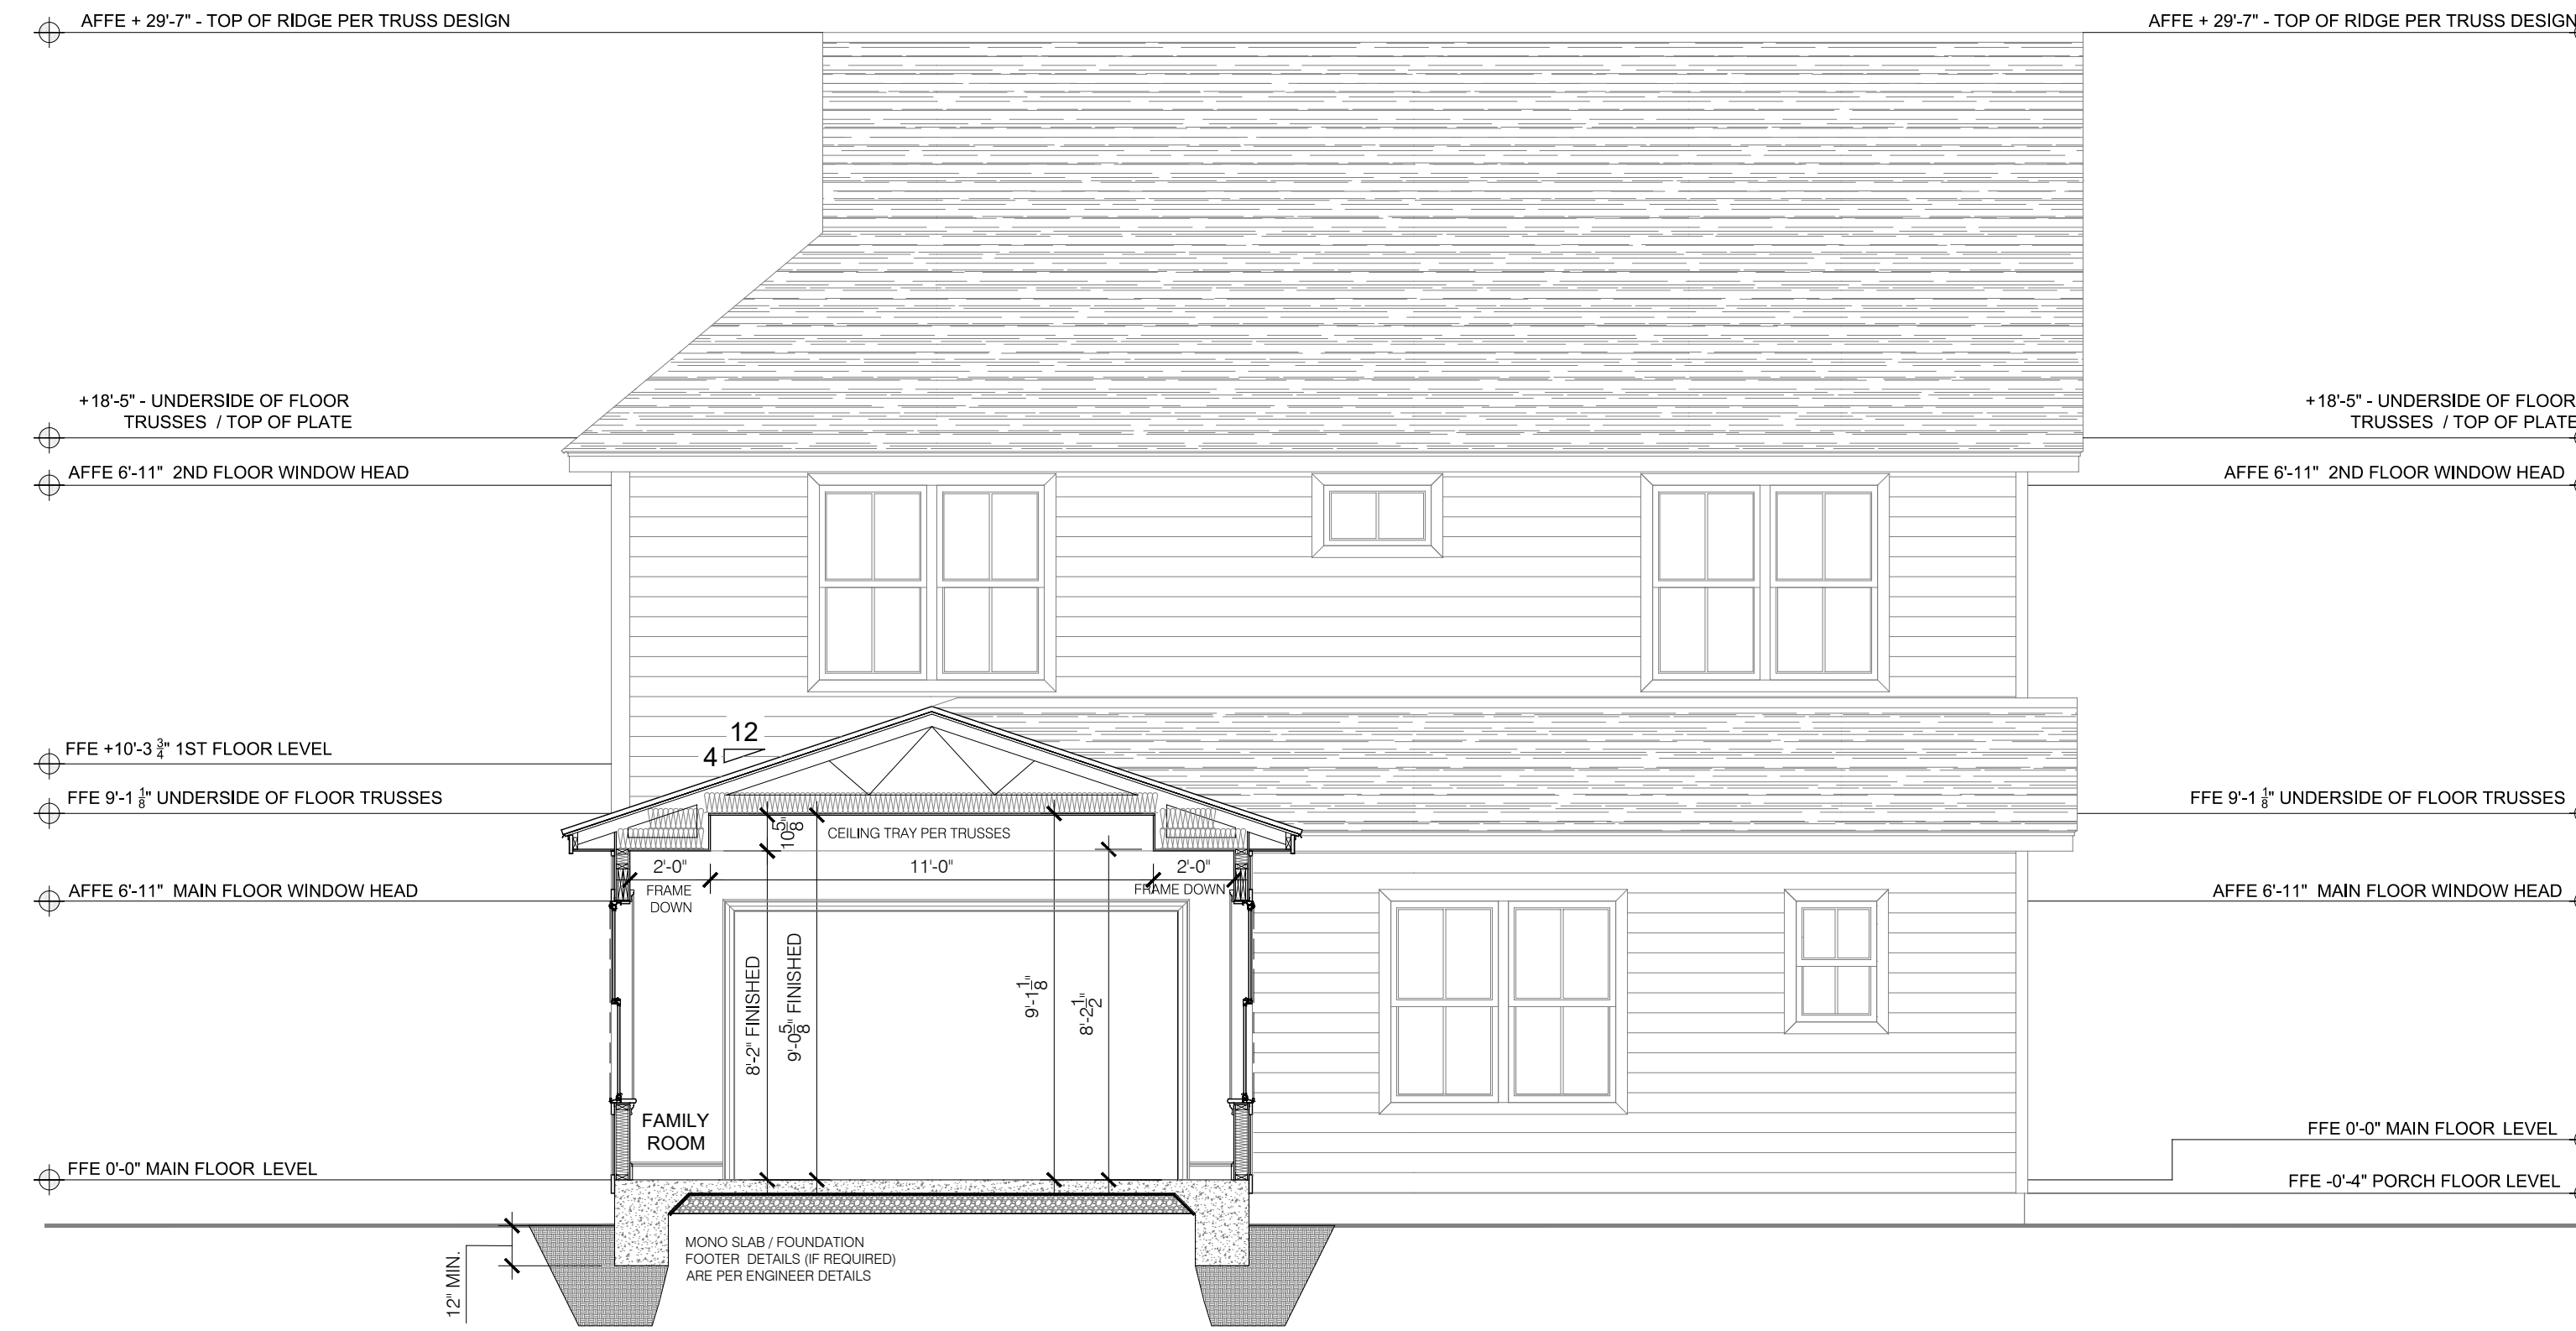 AFFE + 29'-7" - TOP OF RIDGE PER TRUSS DESIGN
AFFE + 29'-7" - TOP OF RIDGE PER TRUSS DESIGN
+18'-5" - UNDERSIDE OF FLOOR
TRUSSES / TOP OF PLATE
+18'-5" - UNDERSIDE OF FLOOR
TRUSSES / TOP OF PLATE
AFFE 6'-11" 2ND FLOOR WINDOW HEAD
AFFE 6'-11" 2ND FLOOR WINDOW HEAD
12
4
FFE +10'-3 3/4" 1ST FLOOR LEVEL
FFE 9'-1 1/8" UNDERSIDE OF FLOOR TRUSSES
FFE 9'-1 1/8" UNDERSIDE OF FLOOR TRUSSES
10 5/8"
CEILING TRAY PER TRUSSES
2'-0"
11'-0"
2'-0"
FRAME
DOWN
FRAME DOWN
AFFE 6'-11" MAIN FLOOR WINDOW HEAD
AFFE 6'-11" MAIN FLOOR WINDOW HEAD
8'-2" FINISHED
9'-0 5/8" FINISHED
9'-1 1/8"
8'-2 1/2"
FAMILY
ROOM
FFE 0'-0" MAIN FLOOR LEVEL
FFE 0'-0" MAIN FLOOR LEVEL
FFE -0'-4" PORCH FLOOR LEVEL
12" MIN.
MONO SLAB / FOUNDATION
FOOTER DETAILS (IF REQUIRED)
ARE PER ENGINEER DETAILS